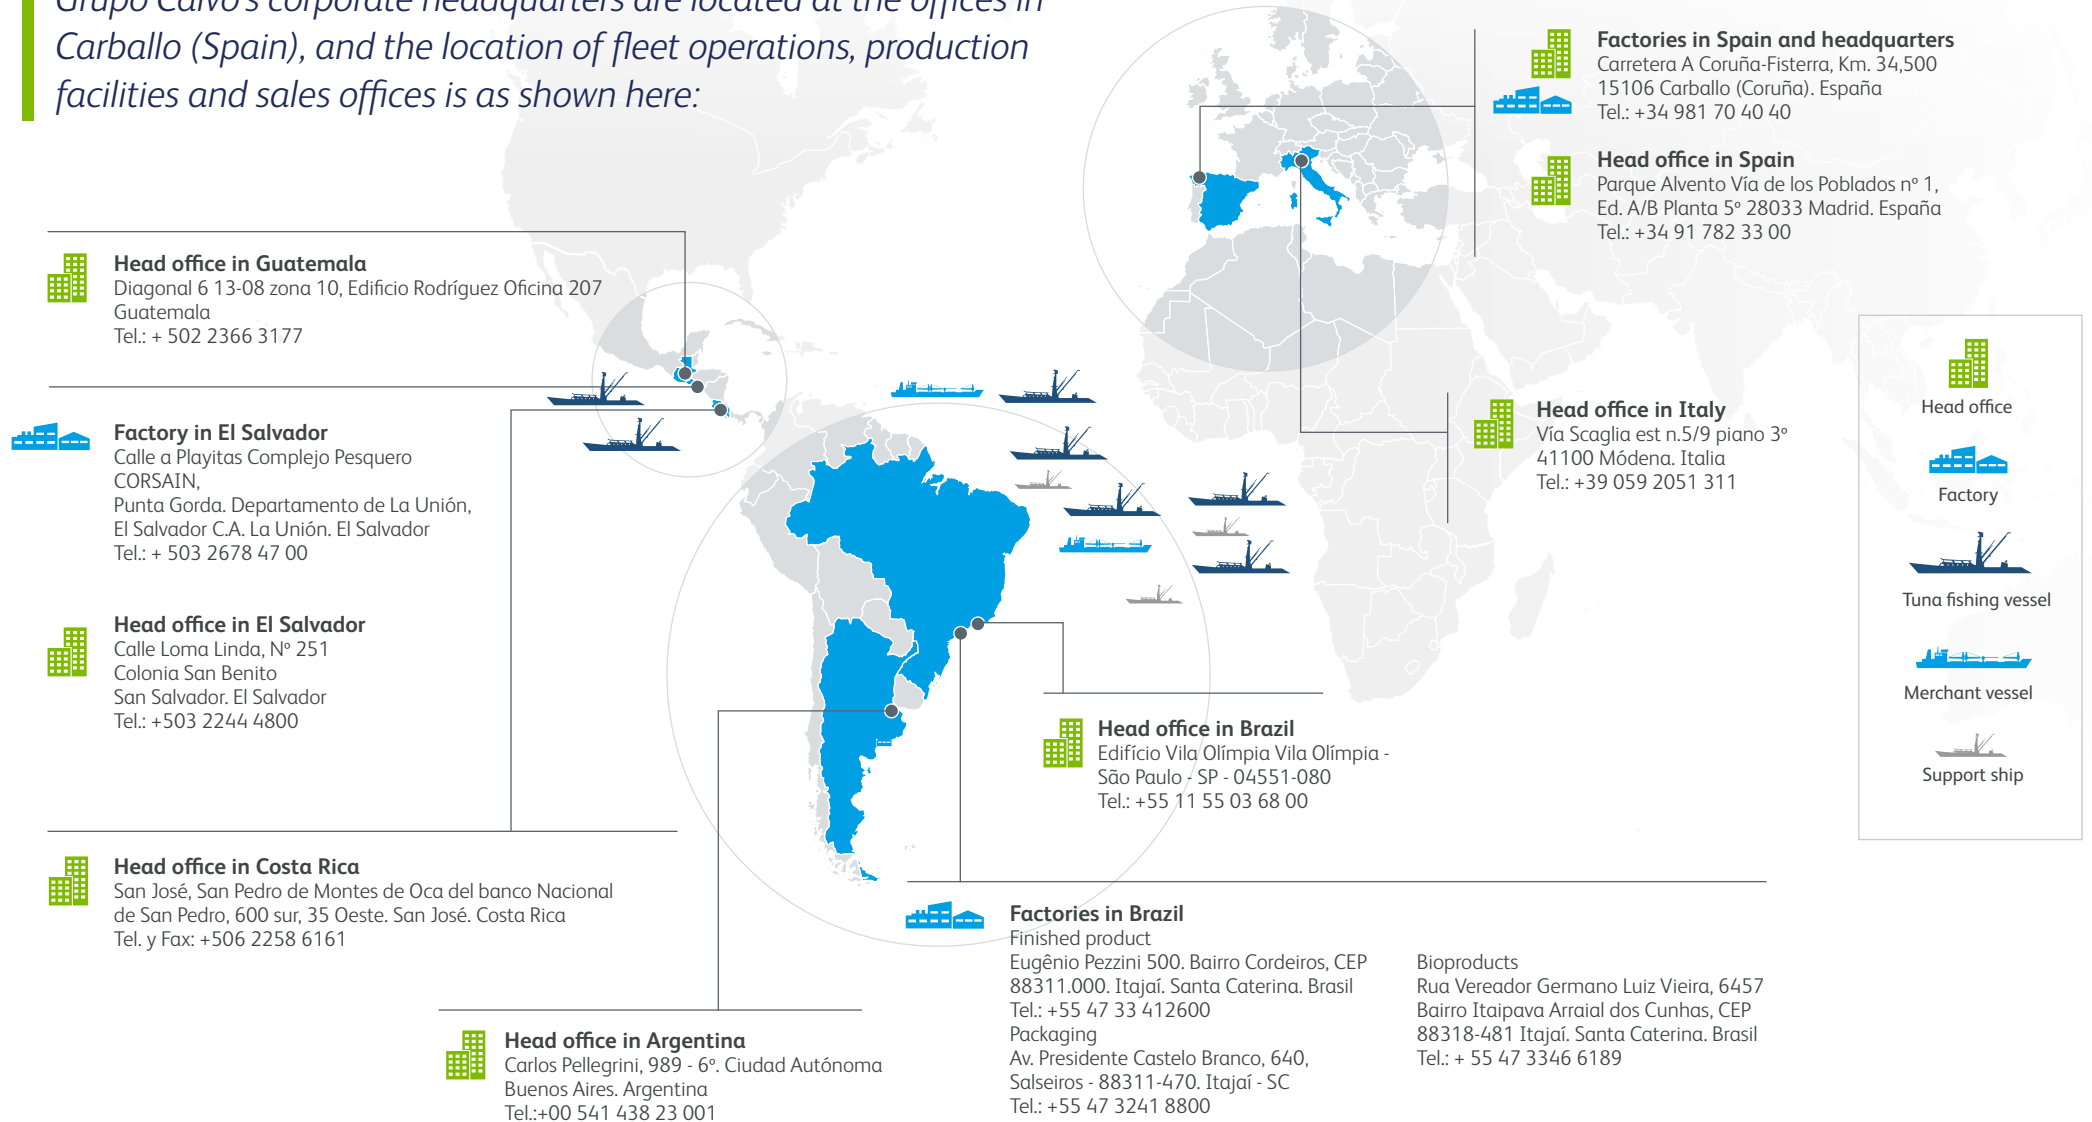 Grupo Calvo's corporate headquarters are located at the offices in
Carballo (Spain), and the location of fleet operations, production
facilities and sales offices is as shown here:
Factories in Spain and headquarters
Carretera A Coruña-Fisterra, Km. 34,500
15106 Carballo (Coruña). España
Tel.: +34 981 70 40 40
Head office in Spain
Parque Alvento Vía de los Poblados nº 1,
Ed. A/B Planta 5º 28033 Madrid. España
Tel.: +34 91 782 33 00
Head office in Guatemala
Diagonal 6 13-08 zona 10, Edificio Rodríguez Oficina 207
Guatemala
Tel.: + 502 2366 3177
Factory in El Salvador
Calle a Playitas Complejo Pesquero
CORSAIN,
Punta Gorda. Departamento de La Unión,
El Salvador C.A. La Unión. El Salvador
Tel.: + 503 2678 47 00
Head office in El Salvador
Calle Loma Linda, Nº 251
Colonia San Benito
San Salvador. El Salvador
Tel.: +503 2244 4800
Head office in Costa Rica
San José, San Pedro de Montes de Oca del banco Nacional
de San Pedro, 600 sur, 35 Oeste. San José. Costa Rica
Tel. y Fax: +506 2258 6161
Head office in Argentina
Carlos Pellegrini, 989 - 6º. Ciudad Autónoma
Buenos Aires. Argentina
Tel.:+00 541 438 23 001
Head office in Italy
Vía Scaglia est n.5/9 piano 3º
41100 Módena. Italia
Tel.: +39 059 2051 311
Head office in Brazil
Edifício Vila Olímpia Vila Olímpia -
São Paulo - SP - 04551-080
Tel.: +55 11 55 03 68 00
Factories in Brazil
Finished product
Eugênio Pezzini 500. Bairro Cordeiros, CEP
88311.000. Itajaí. Santa Caterina. Brasil
Tel.: +55 47 33 412600
Packaging
Av. Presidente Castelo Branco, 640,
Salseiros - 88311-470. Itajaí - SC
Tel.: +55 47 3241 8800
Bioproducts
Rua Vereador Germano Luiz Vieira, 6457
Bairro Itaipava Arraial dos Cunhas, CEP
88318-481 Itajaí. Santa Caterina. Brasil
Tel.: + 55 47 3346 6189
Head office
Factory
Tuna fishing vessel
Merchant vessel
Support ship